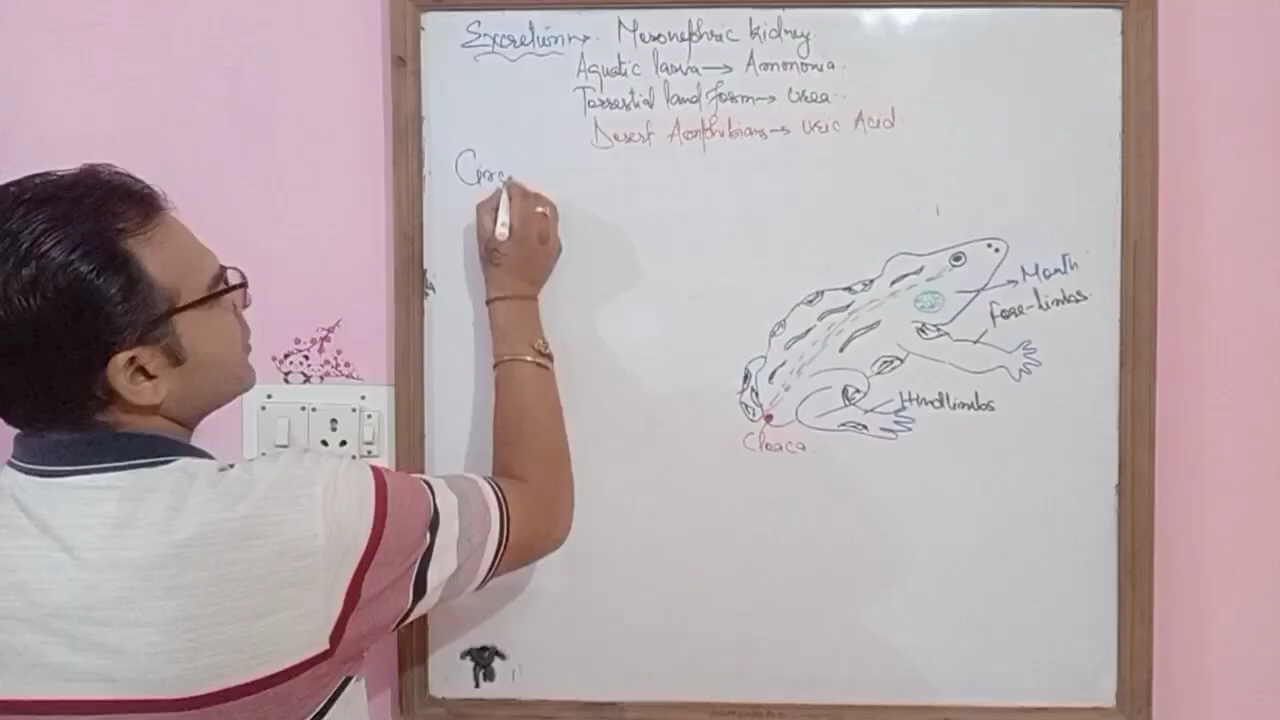 Excretion → Mesonephric kidney.
Aquatic larva → Ammonia.
Terrestial land form → Urea.
Desert Amphibians → Uric Acid
Circ
Mouth
Fore-limbs
Hindlimbs
Cloaca